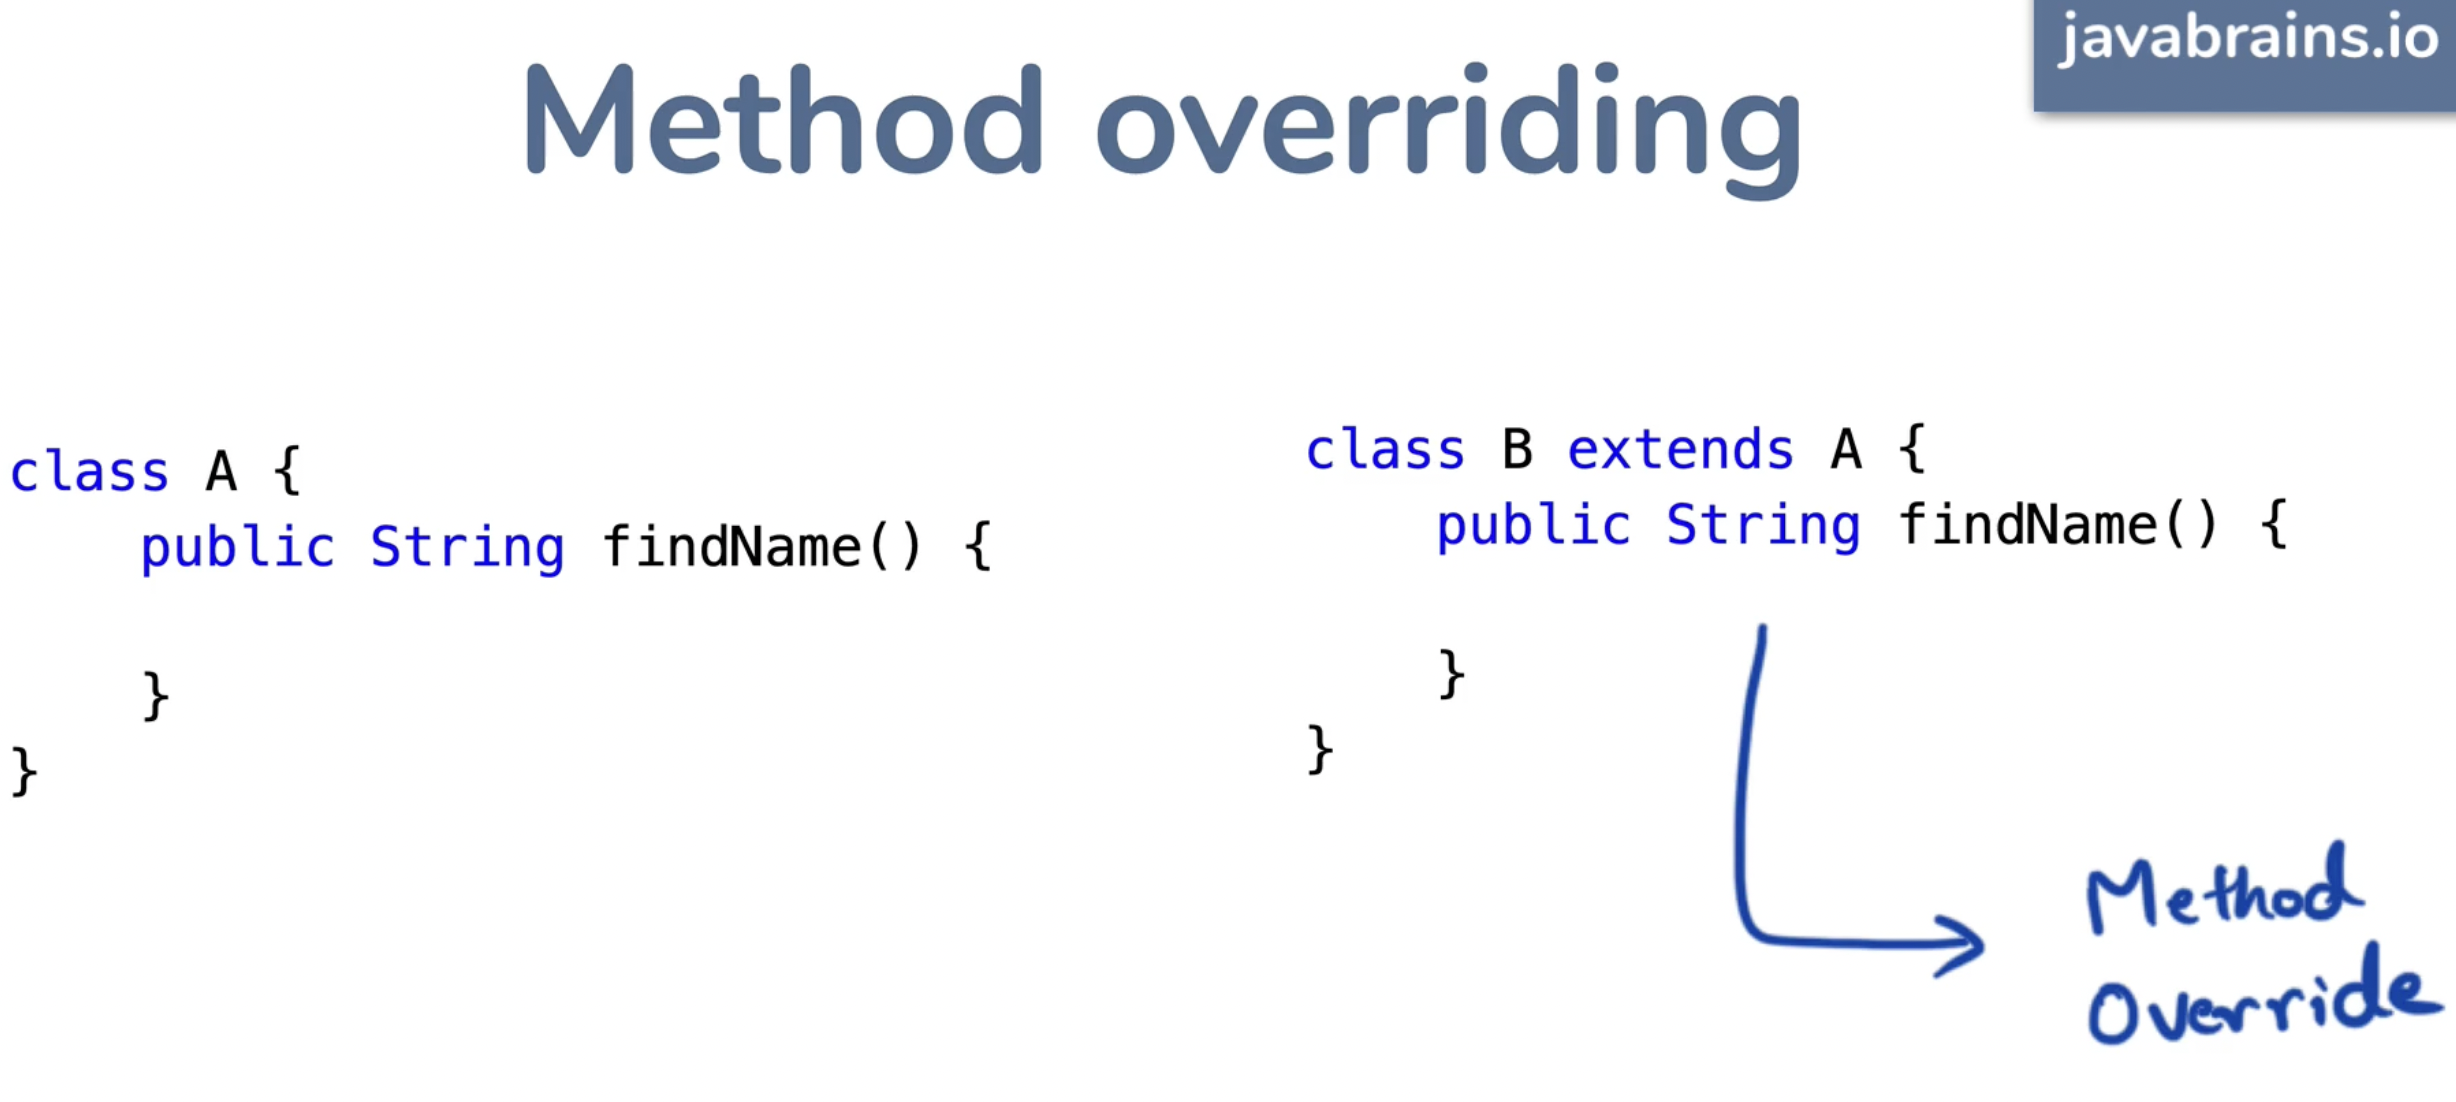 javabrains.io
Method overriding
class A {
public String findName() {
}
}
class B extends A {
public String findName() {
}
}
Method
Override